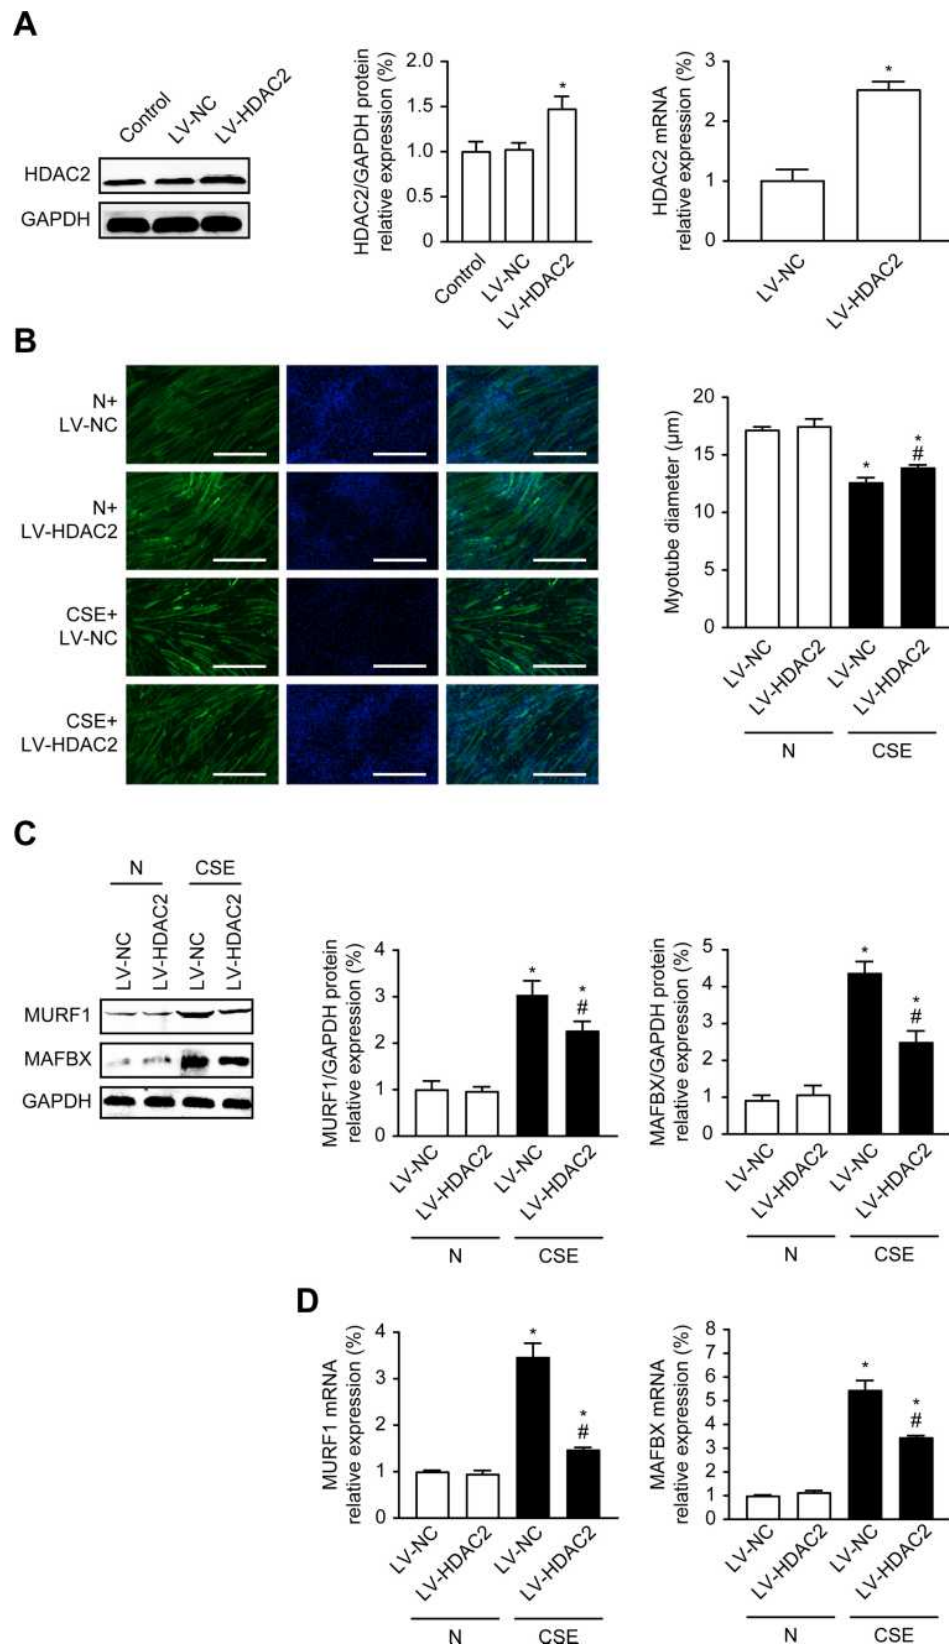 A
Control
LV-NC
LV-HDAC2
HDAC2
GAPDH
HDAC2/GAPDH protein
relative expression (%)
2.0
1.5
1.0
0.5
0
*
Control
LV-NC
LV-HDAC2
HDAC2 mRNA
relative expression (%)
3
2
1
0
*
LV-NC
LV-HDAC2
B
N+
LV-NC
N+
LV-HDAC2
CSE+
LV-NC
CSE+
LV-HDAC2
Myotube diameter (µm)
20
15
10
5
0
*
*
#
LV-NC
LV-HDAC2
LV-NC
LV-HDAC2
N
CSE
C
N
CSE
LV-NC
LV-HDAC2
LV-NC
LV-HDAC2
MURF1
MAFBX
GAPDH
MURF1/GAPDH protein
relative expression (%)
4
3
2
1
0
*
*
#
LV-NC
LV-HDAC2
LV-NC
LV-HDAC2
N
CSE
MAFBX/GAPDH protein
relative expression (%)
5
4
3
2
1
0
*
*
#
LV-NC
LV-HDAC2
LV-NC
LV-HDAC2
N
CSE
D
MURF1 mRNA
relative expression (%)
4
3
2
1
0
*
*
#
LV-NC
LV-HDAC2
LV-NC
LV-HDAC2
N
CSE
MAFBX mRNA
relative expression (%)
8
7
6
5
4
3
2
1
0
*
*
#
LV-NC
LV-HDAC2
LV-NC
LV-HDAC2
N
CSE